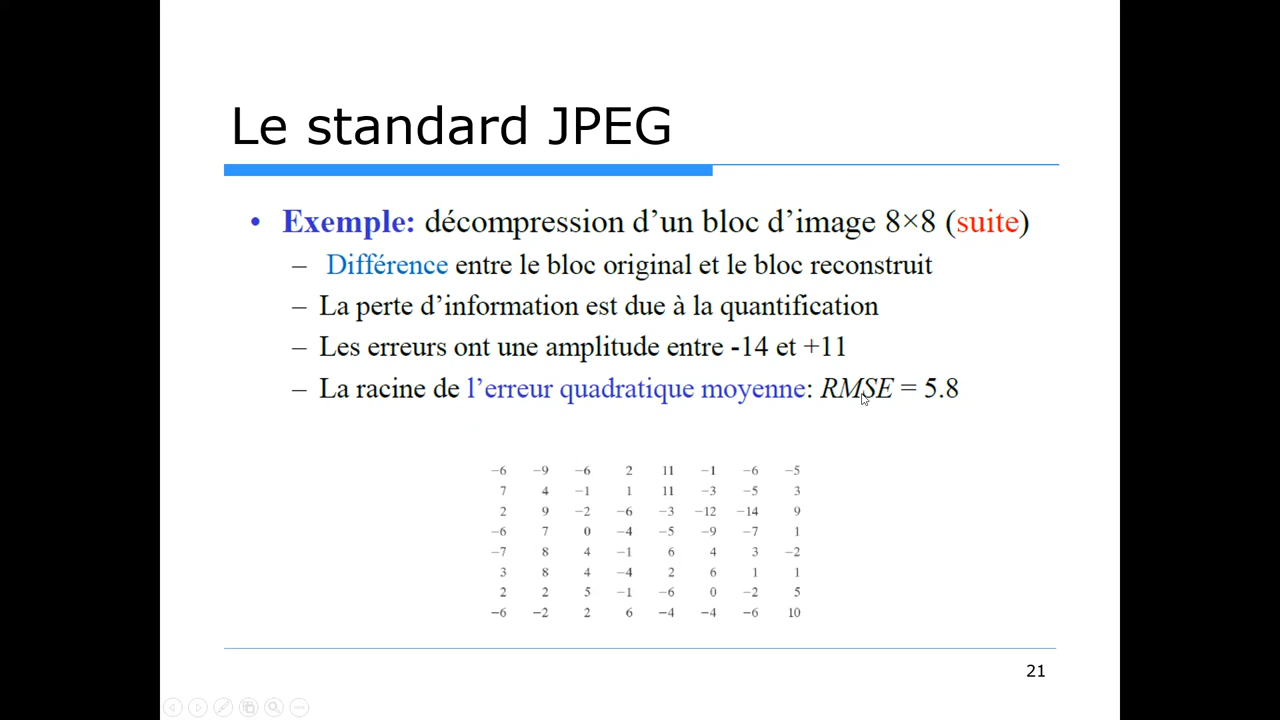 Le standard JPEG
• Exemple: décompression d’un bloc d’image 8×8 (suite)
– Différence entre le bloc original et le bloc reconstruit
– La perte d’information est due à la quantification
– Les erreurs ont une amplitude entre -14 et +11
– La racine de l’erreur quadratique moyenne: RMSE = 5.8
−6 −9 −6 2 11 −1 −6 −5
7 4 −1 1 11 −3 −5 3
2 9 −2 −6 −3 −12 −14 9
−6 7 0 −4 −5 −9 −7 1
−7 8 4 −1 6 4 3 −2
3 8 4 −4 2 6 1 1
2 2 5 −1 −6 0 −2 5
−6 −2 2 6 −4 −4 −6 10
21